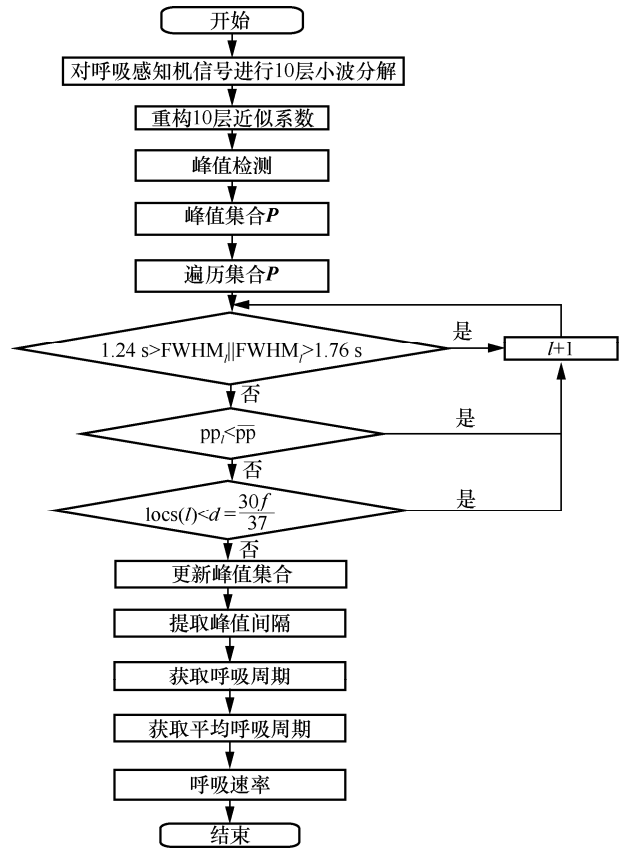 开始
对呼吸感知机信号进行10层小波分解
重构10层近似系数
峰值检测
峰值集合P
遍历集合P
1.24 s>FWHMₗ||FWHMₗ>1.76 s
是
l+1
否
ppₗ<p̅p̅
是
否
locs(l)<d=30f/37
是
否
更新峰值集合
提取峰值间隔
获取呼吸周期
获取平均呼吸周期
呼吸速率
结束